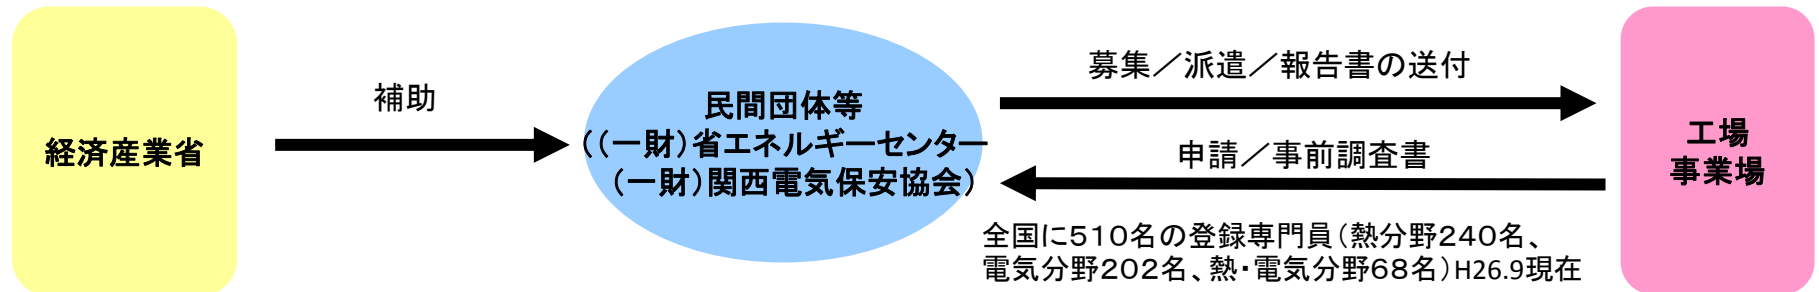 経済産業省
補助
民間団体等
((一財)省エネルギーセンター
(一財)関西電気保安協会)
募集／派遣／報告書の送付
申請／事前調査書
全国に510名の登録専門員(熱分野240名、
電気分野202名、熱・電気分野68名)H26.9現在
工場
事業場